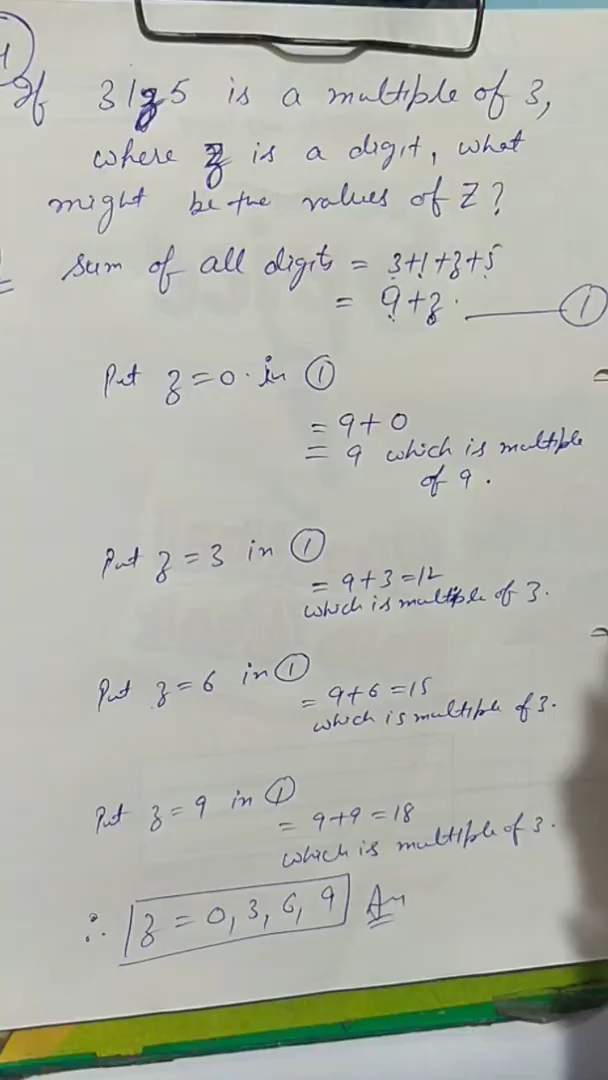 1
If 31z5 is a multiple of 3,
where z is a digit, what
might be the values of Z?
Sum of all digits = 3+1+z+5
= 9+z. ①
Put z=0 in ①
= 9+0
= 9 which is multiple
of 9.
Put z=3 in ①
= 9+3=12
which is multiple of 3.
Put z=6 in ①
= 9+6=15
which is multiple of 3.
Put z=9 in ①
= 9+9=18
which is multiple of 3.
∴ z = 0, 3, 6, 9 Ans